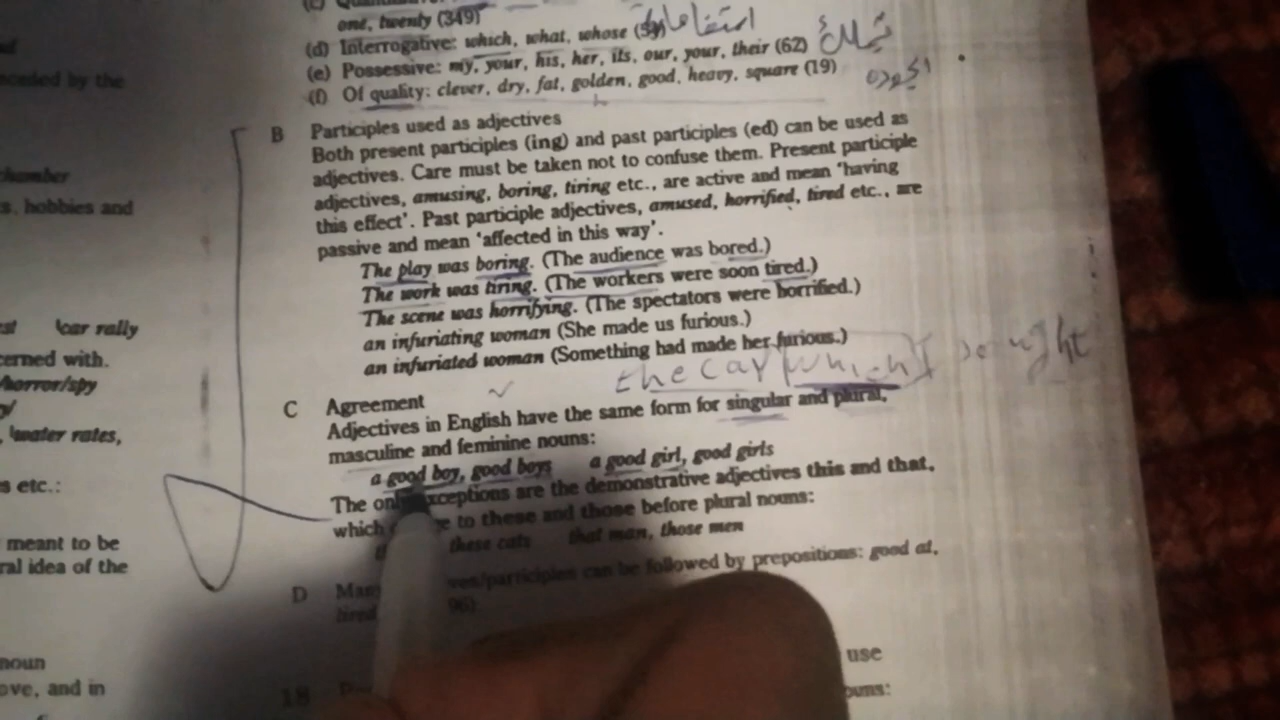 one, twenty (349)
(d) Interrogative: which, what, whose
(e) Possessive: my, your, his, her, its, our, your, their (62)
(f) Of quality: clever, dry, fat, golden, good, heavy, square (19)
B Participles used as adjectives
Both present participles (ing) and past participles (ed) can be used as
adjectives. Care must be taken not to confuse them. Present participle
adjectives, amusing, boring, tiring etc., are active and mean 'having
this effect'. Past participle adjectives, amused, horrified, tired etc., are
passive and mean 'affected in this way'.
The play was boring. (The audience was bored.)
The work was tiring. (The workers were soon tired.)
The scene was horrifying. (The spectators were horrified.)
an infuriating woman (She made us furious.)
an infuriated woman (Something had made her furious.)
the car which I
C Agreement
Adjectives in English have the same form for singular and plural,
masculine and feminine nouns:
a good boy, good boys a good girl, good girls
The exceptions are the demonstrative adjectives this and that,
which to these and those before plural nouns:
these cats that man, those men
D can be followed by prepositions: good at,
tired 96)
18
use
by the
chamber
hobbies and
car rally
with.
horror/spy
water rates,
etc.:
meant to be
idea of the
noun
and in